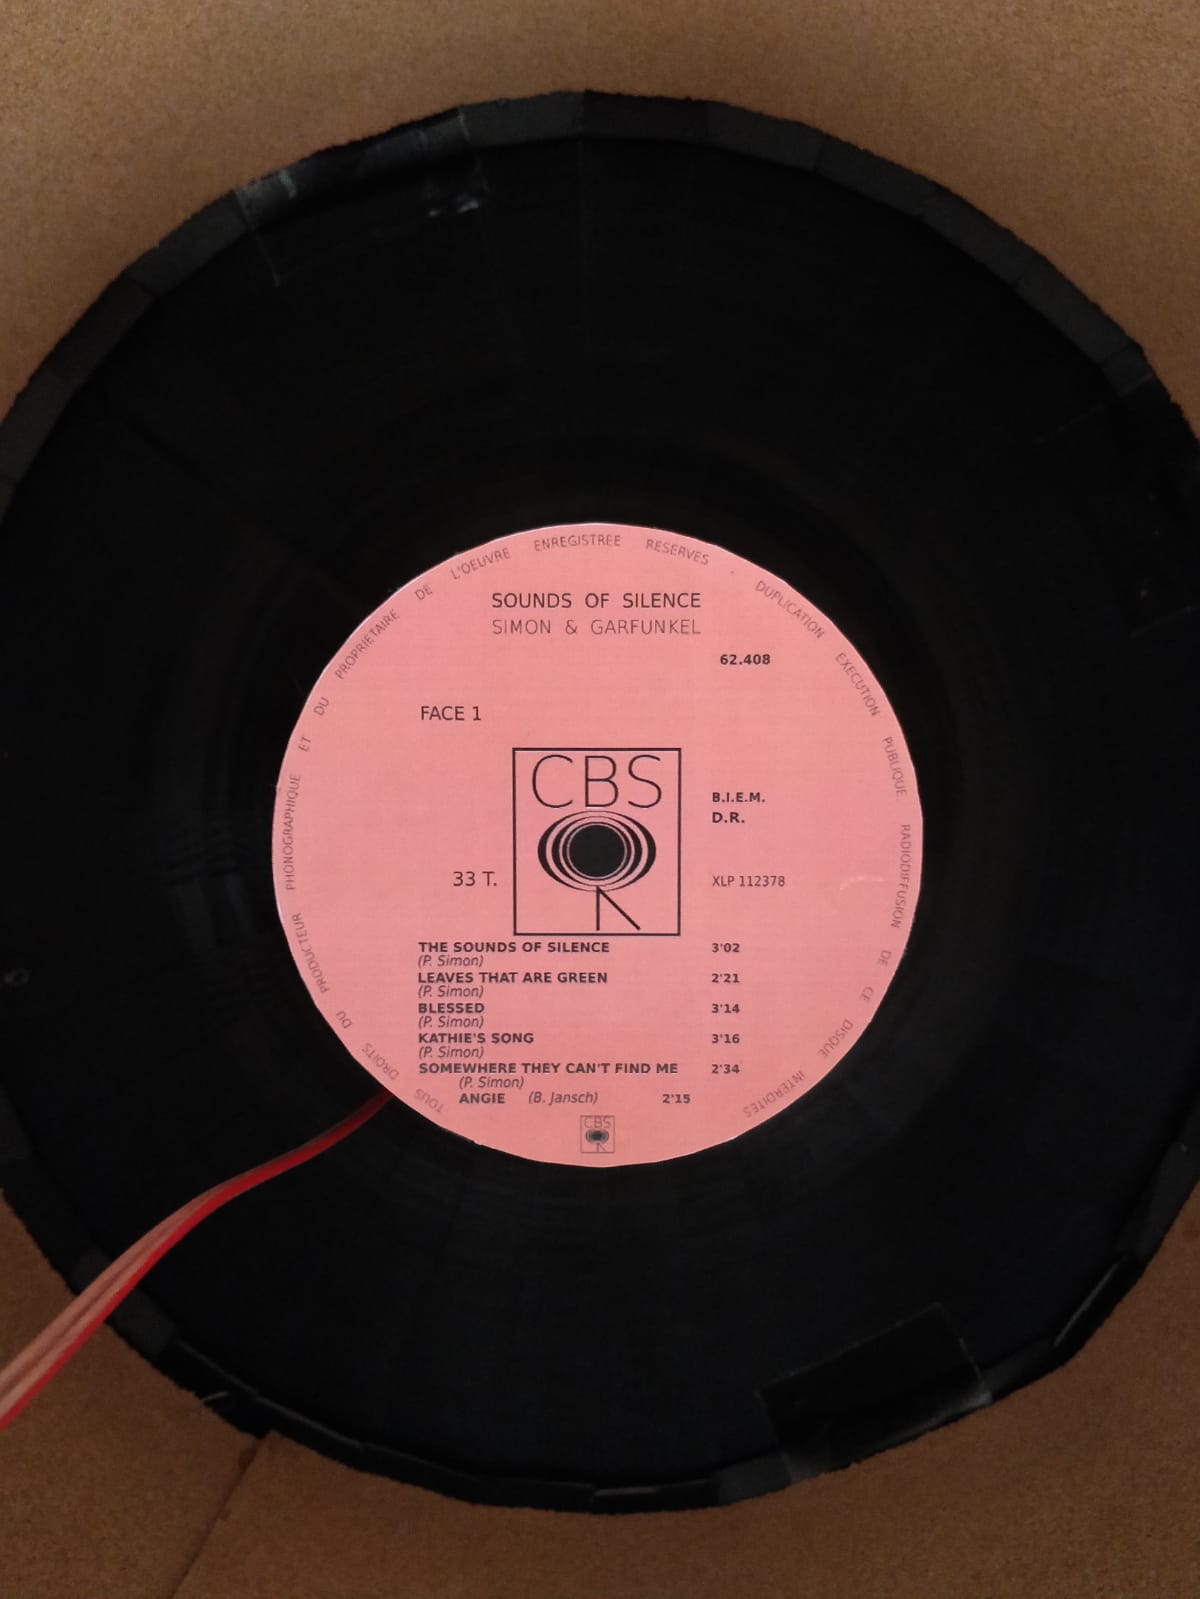 TOUS DROITS DU PRODUCTEUR PHONOGRAPHIQUE ET DU PROPRIETAIRE DE L'OEUVRE ENREGISTREE RESERVES . DUPLICATION EXECUTION PUBLIQUE RADIODIFFUSION DE CE DISQUE INTERDITES
SOUNDS OF SILENCE
SIMON & GARFUNKEL
62.408
FACE 1
CBS
B.I.E.M.
D.R.
33 T.
XLP 112378
THE SOUNDS OF SILENCE 3'02
(P. Simon)
LEAVES THAT ARE GREEN 2'21
(P. Simon)
BLESSED 3'14
(P. Simon)
KATHIE'S SONG 3'16
(P. Simon)
SOMEWHERE THEY CAN'T FIND ME 2'34
(P. Simon)
ANGIE (B. Jansch) 2'15
CBS